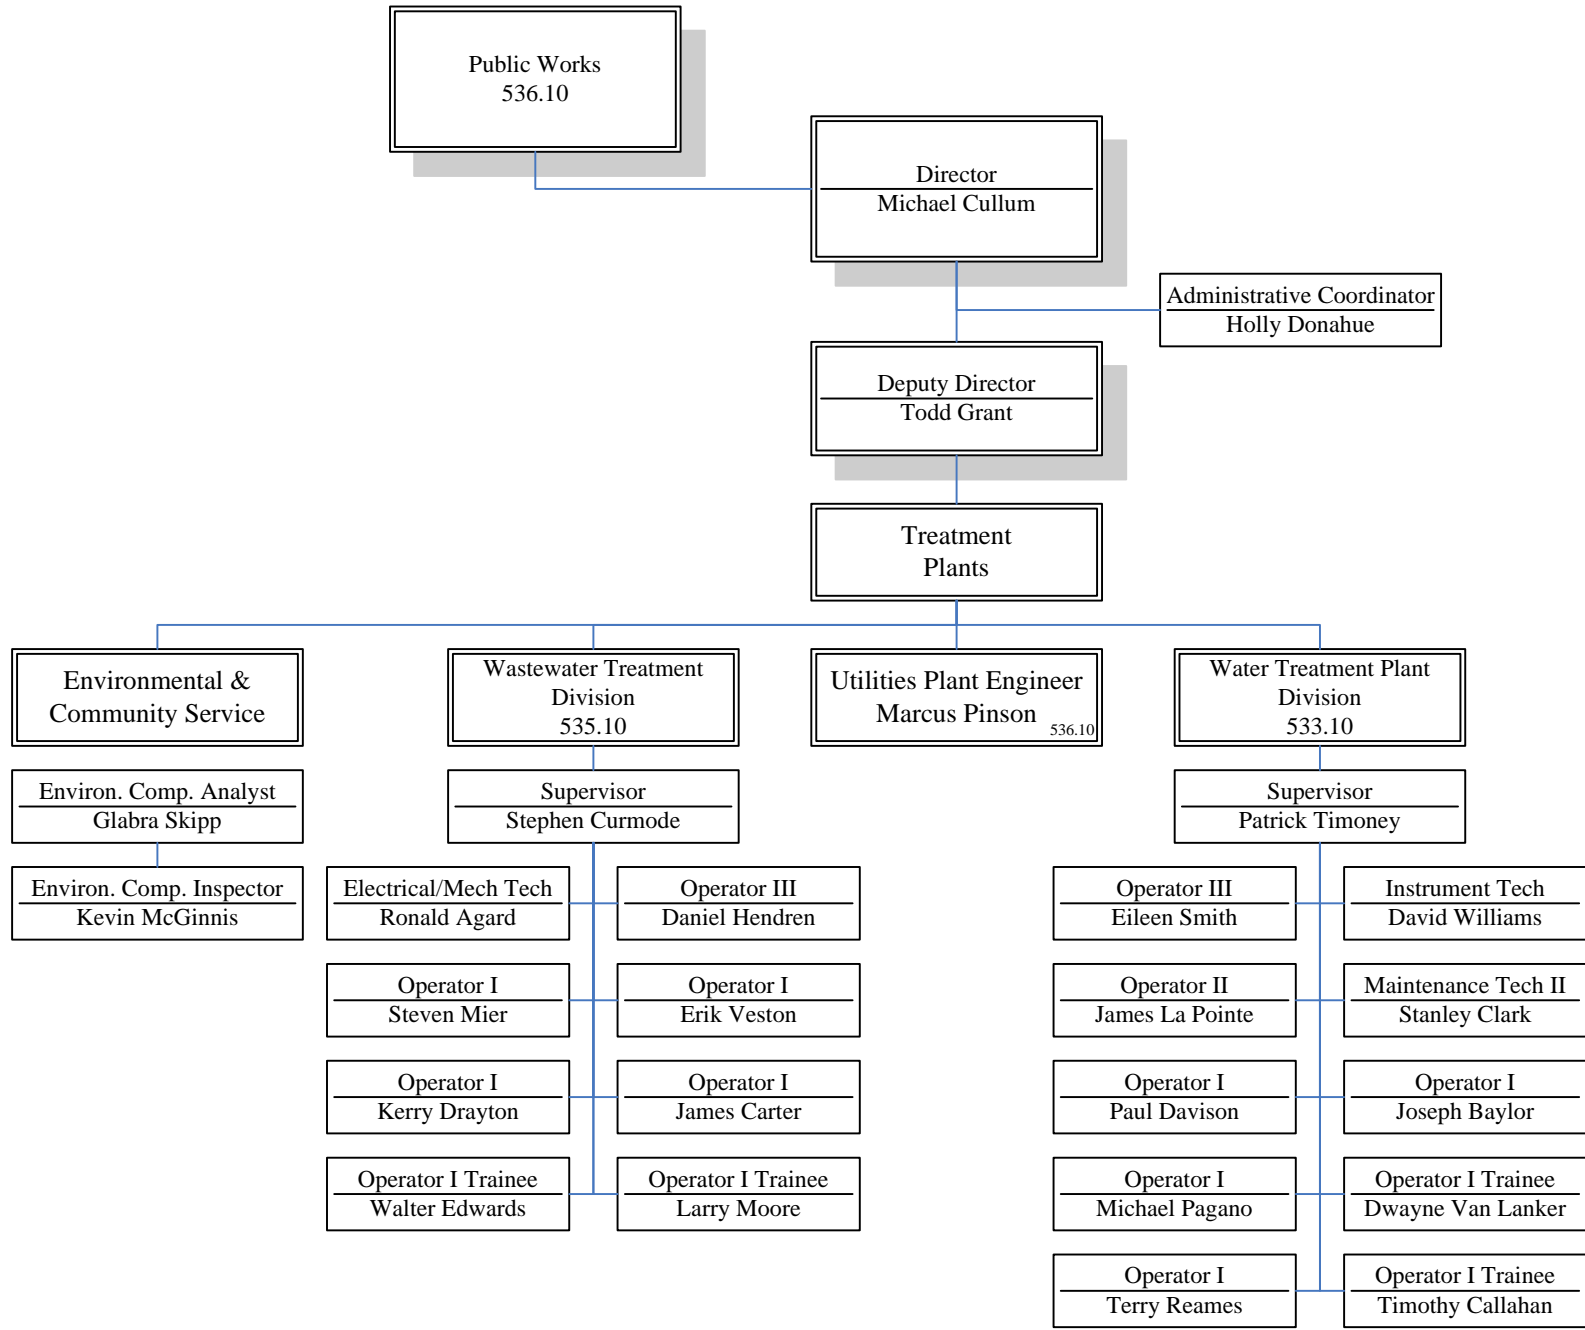 Public Works
536.10
Director
Michael Cullum
Administrative Coordinator
Holly Donahue
Deputy Director
Todd Grant
Treatment
Plants
Environmental &
Community Service
Wastewater Treatment
Division
535.10
Utilities Plant Engineer
Marcus Pinson
536.10
Water Treatment Plant
Division
533.10
Environ. Comp. Analyst
Glabra Skipp
Environ. Comp. Inspector
Kevin McGinnis
Supervisor
Stephen Curmode
Electrical/Mech Tech
Ronald Agard
Operator III
Daniel Hendren
Operator I
Steven Mier
Operator I
Erik Veston
Operator I
Kerry Drayton
Operator I
James Carter
Operator I Trainee
Walter Edwards
Operator I Trainee
Larry Moore
Supervisor
Patrick Timoney
Operator III
Eileen Smith
Instrument Tech
David Williams
Operator II
James La Pointe
Maintenance Tech II
Stanley Clark
Operator I
Paul Davison
Operator I
Joseph Baylor
Operator I
Michael Pagano
Operator I Trainee
Dwayne Van Lanker
Operator I
Terry Reames
Operator I Trainee
Timothy Callahan